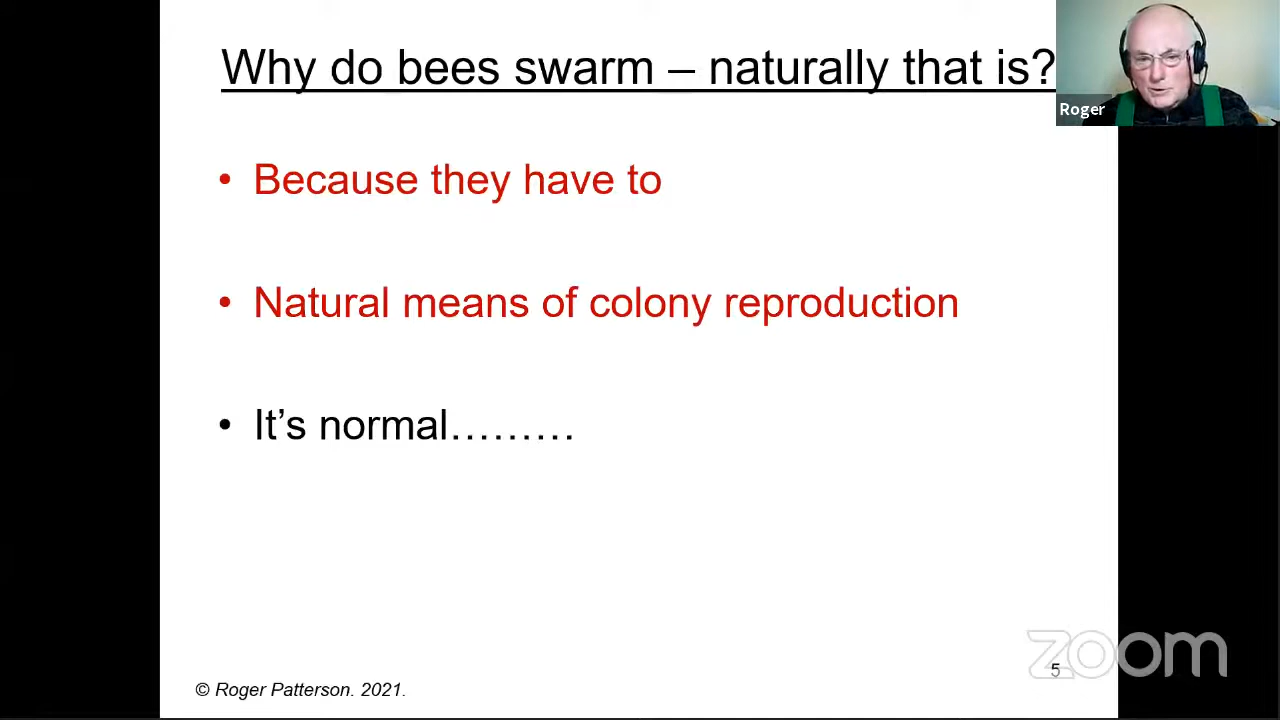 Why do bees swarm – naturally that is?
Roger
• Because they have to
• Natural means of colony reproduction
• It’s normal………
zoom
5
© Roger Patterson. 2021.